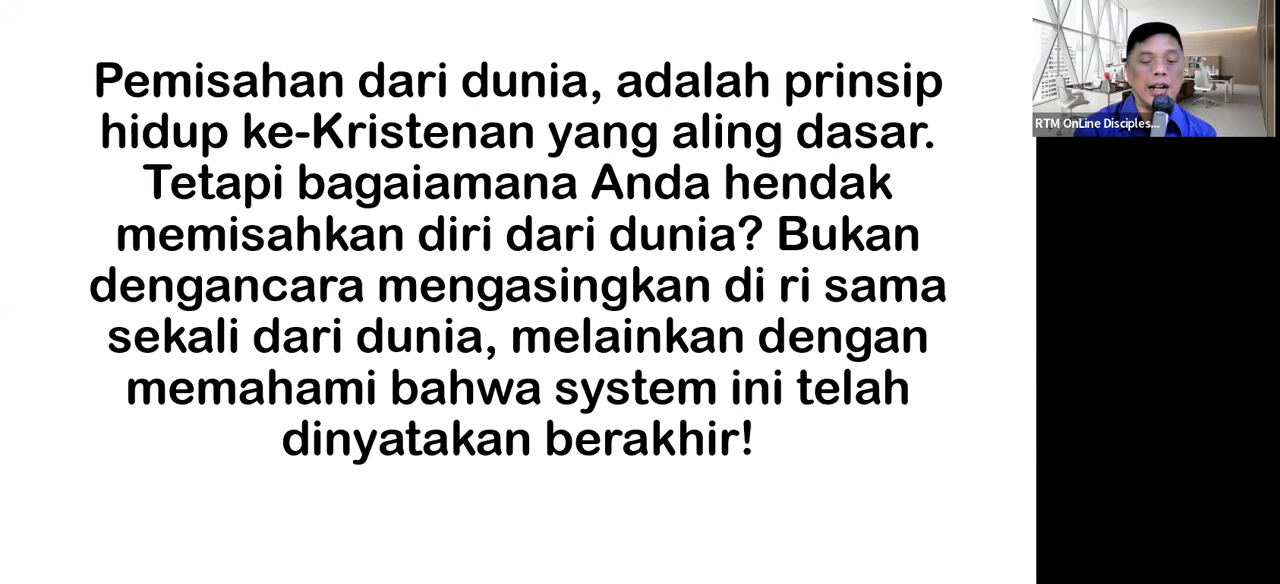 Pemisahan dari dunia, adalah prinsip
hidup ke-Kristenan yang aling dasar.
Tetapi bagaiamana Anda hendak
memisahkan diri dari dunia? Bukan
dengancara mengasingkan di ri sama
sekali dari dunia, melainkan dengan
memahami bahwa system ini telah
dinyatakan berakhir!
RTM OnLine Disciples...